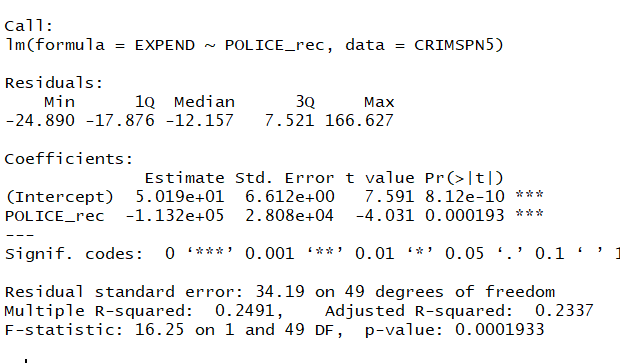 Call:
lm(formula = EXPEND ~ POLICE_rec, data = CRIMSPN5)
Residuals:
    Min      1Q  Median      3Q     Max
-24.890 -17.876 -12.157   7.521 166.627
Coefficients:
              Estimate Std. Error t value Pr(>|t|)
(Intercept)  5.019e+01  6.612e+00   7.591 8.12e-10 ***
POLICE_rec  -1.132e+05  2.808e+04  -4.031 0.000193 ***
---
Signif. codes:  0 ‘***’ 0.001 ‘**’ 0.01 ‘*’ 0.05 ‘.’ 0.1 ‘ ’ 1
Residual standard error: 34.19 on 49 degrees of freedom
Multiple R-squared:  0.2491,    Adjusted R-squared:  0.2337
F-statistic: 16.25 on 1 and 49 DF,  p-value: 0.0001933